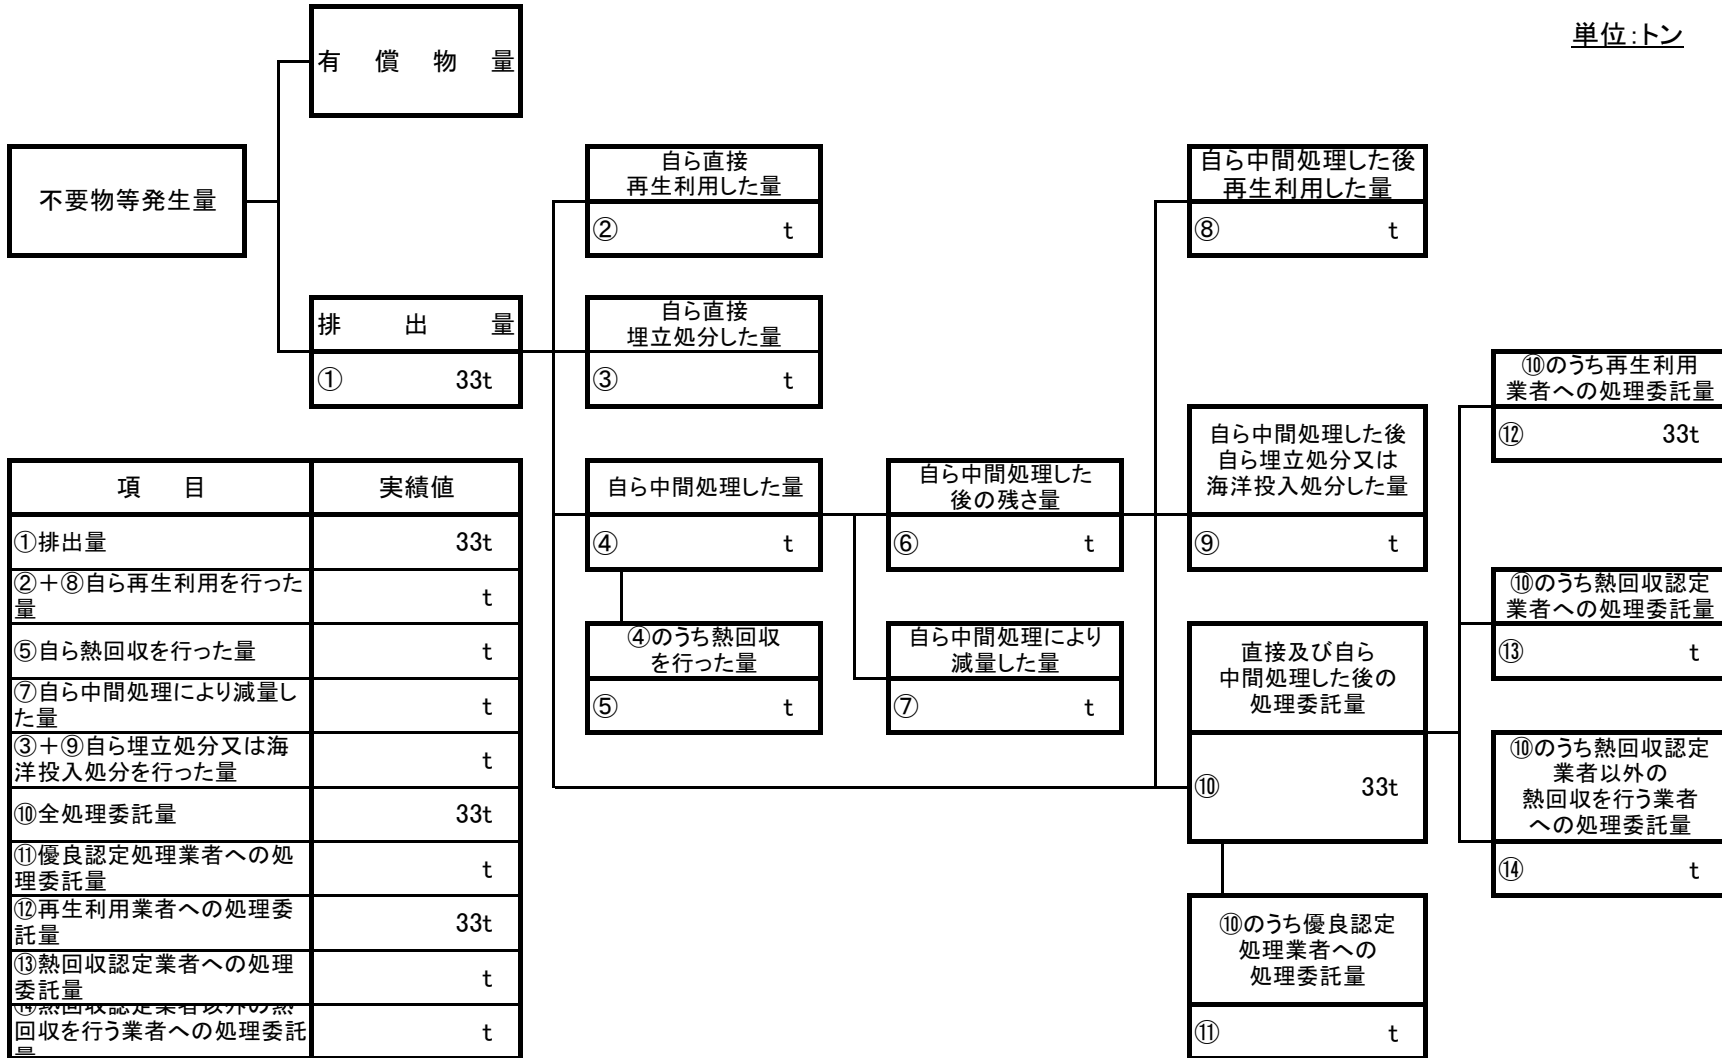 単位:トン
有償物量
不要物等発生量
自ら直接
再生利用した量
② t
自ら中間処理した後
再生利用した量
⑧ t
排出量
① 33t
自ら直接
埋立処分した量
③ t
⑩のうち再生利用
業者への処理委託量
⑫ 33t
自ら中間処理した量
④ t
自ら中間処理した
後の残さ量
⑥ t
自ら中間処理した後
自ら埋立処分又は
海洋投入処分した量
⑨ t
④のうち熱回収
を行った量
⑤ t
自ら中間処理により
減量した量
⑦ t
直接及び自ら
中間処理した後の
処理委託量
⑩ 33t
⑩のうち熱回収認定
業者への処理委託量
⑬ t
⑩のうち熱回収認定
業者以外の
熱回収を行う業者
への処理委託量
⑭ t
⑩のうち優良認定
処理業者への
処理委託量
⑪ t
項目 実績値
①排出量 33t
②+⑧自ら再生利用を行った
量 t
⑤自ら熱回収を行った量 t
⑦自ら中間処理により減量し
た量 t
③+⑨自ら埋立処分又は海
洋投入処分を行った量 t
⑩全処理委託量 33t
⑪優良認定処理業者への処
理委託量 t
⑫再生利用業者への処理委
託量 33t
⑬熱回収認定業者への処理
委託量 t
⑭熱回収認定業者以外の熱
回収を行う業者への処理委託
量 t